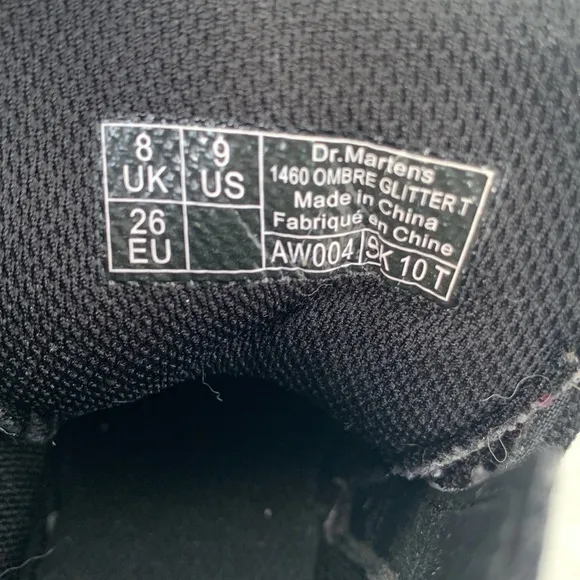 8
UK
9
US
26
EU
Dr.Martens
1460 OMBRE GLITTER T
Made in China
Fabriqué en Chine
AW004 SK 10 T